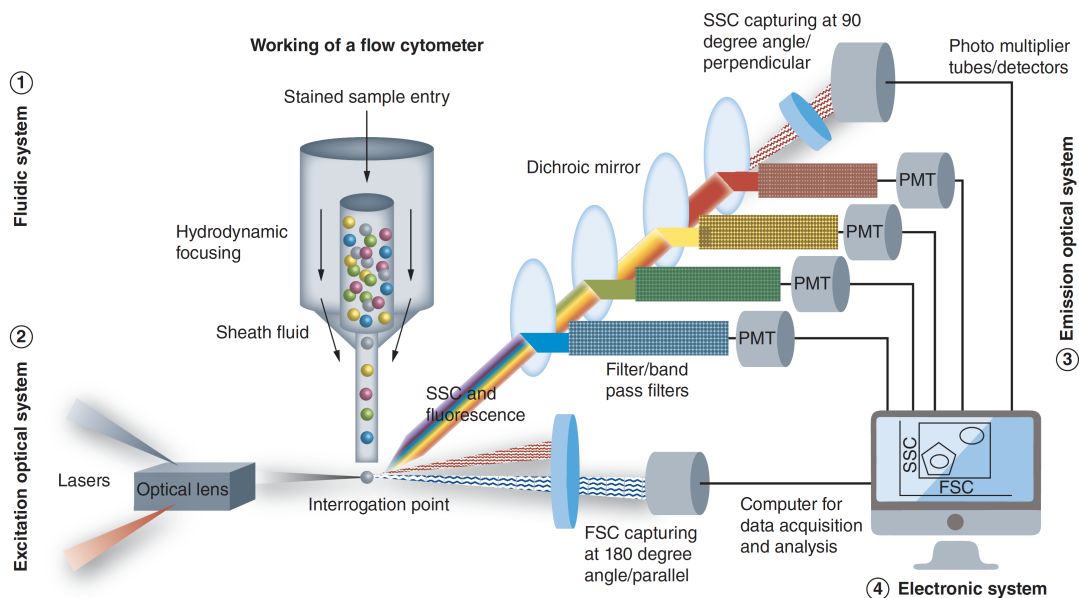 Working of a flow cytometer
① Fluidic system
Stained sample entry
Hydrodynamic
focusing
Sheath fluid
② Excitation optical system
Lasers
Optical lens
Interrogation point
SSC and
fluorescence
FSC capturing
at 180 degree
angle/parallel
Dichroic mirror
Filter/band
pass filters
SSC capturing at 90
degree angle/
perpendicular
Photo multiplier
tubes/detectors
PMT
PMT
PMT
PMT
③ Emission optical system
SSC
FSC
Computer for
data acquisition
and analysis
④ Electronic system